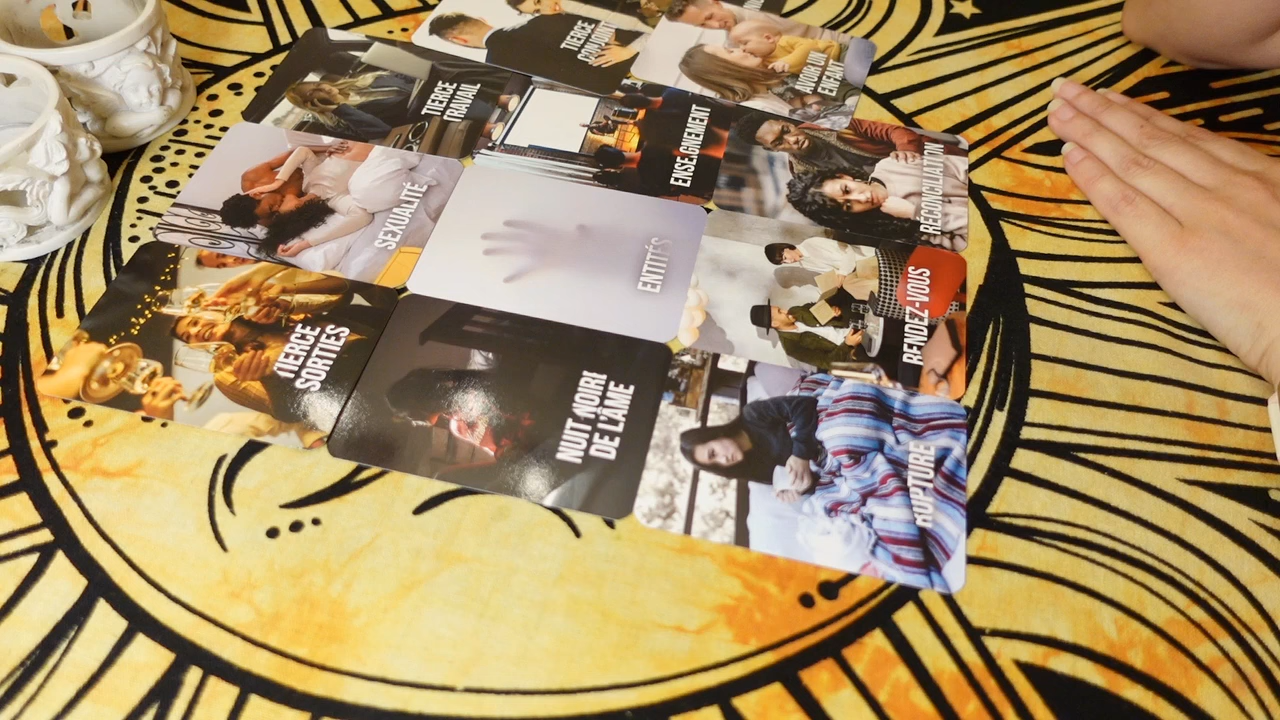 TIERCE
CONJOINT
AVOIR UN
ENFANT
TIERCE
TRAVAIL
ENSEIGNEMENT
RÉCONCILIATION
SEXUALITÉ
ENTITÉS
RENDEZ-VOUS
TIERCE
SORTIES
NUIT NOIRE
DE L'ÂME
RUPTURE